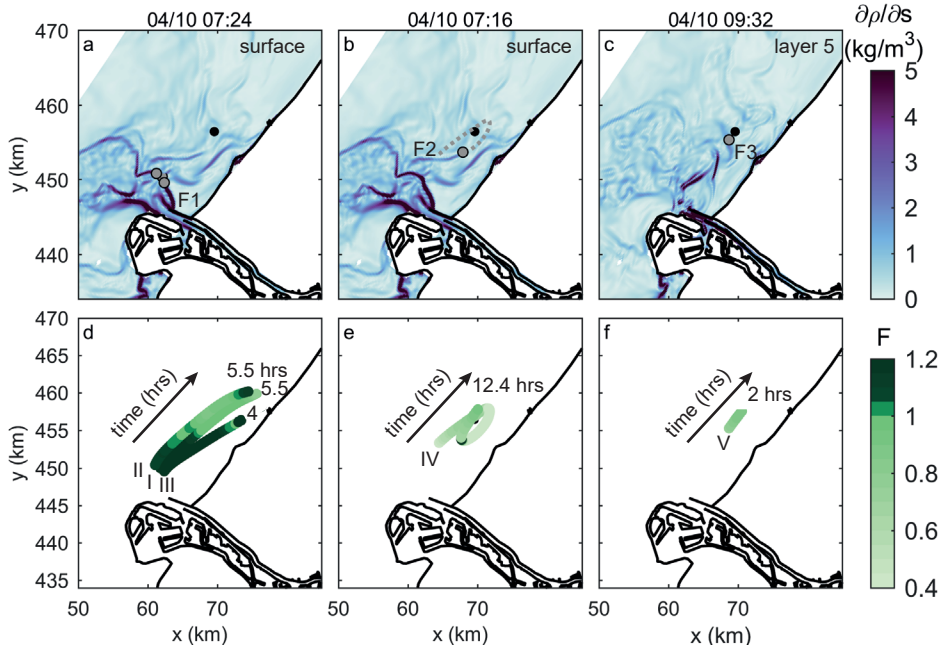 04/10 07:24
04/10 07:16
04/10 09:32
∂ρ/∂s
(kg/m³)
a
surface
b
surface
c
layer 5
470
460
450
440
y (km)
F1
F2
F3
5
4
3
2
1
0
d
e
f
470
465
460
455
450
445
440
435
y (km)
time (hrs)
5.5 hrs
5.5
4
II
I
III
time (hrs)
12.4 hrs
IV
time (hrs)
2 hrs
V
50
60
70
x (km)
50
60
70
x (km)
50
60
70
x (km)
F
1.2
1
0.8
0.6
0.4